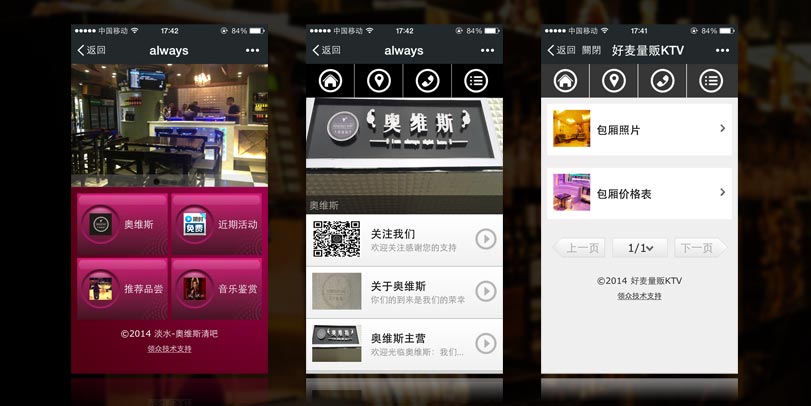 中国移动
17:42
84%
返回
always
奥维斯
近期活动
限时
免费
推荐品尝
音乐鉴赏
©2014 淡水-奥维斯清吧
领众技术支持
中国移动
17:42
84%
返回
always
奥维斯
奥维斯
关注我们
欢迎关注感谢您的支持
关于奥维斯
你们的到来是我们的荣幸
奥维斯主营
欢迎光临奥维斯：我们...
中国移动
17:41
84%
返回 關閉 好麦量贩KTV
包厢照片
包厢价格表
上一页 1/1 下一页
©2014 好麦量贩KTV
领众技术支持